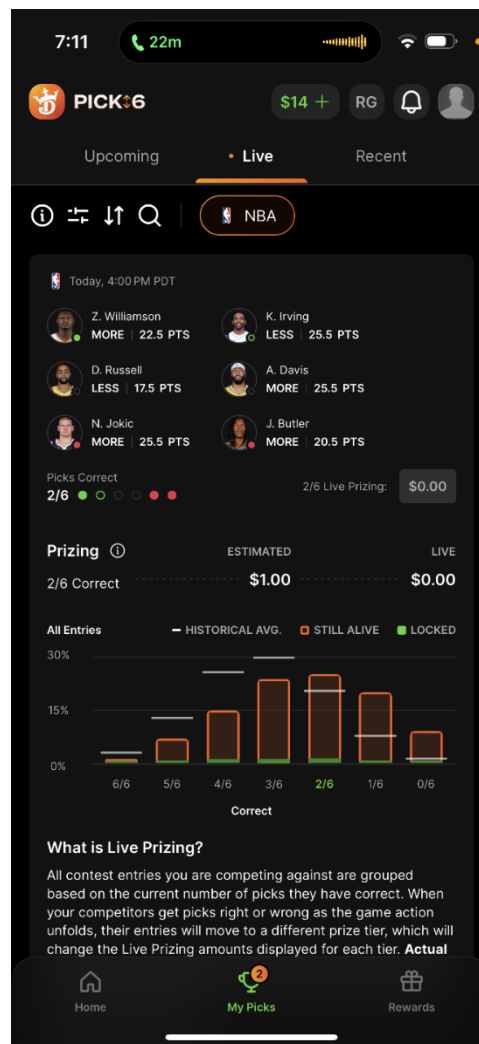 7:11 22m
PICK6 $14 + RG
Upcoming • Live Recent
NBA
Today, 4:00 PM PDT
Z. Williamson
MORE | 22.5 PTS
K. Irving
LESS | 25.5 PTS
D. Russell
LESS | 17.5 PTS
A. Davis
MORE | 25.5 PTS
N. Jokic
MORE | 25.5 PTS
J. Butler
MORE | 20.5 PTS
Picks Correct
2/6
2/6 Live Prizing: $0.00
Prizing ESTIMATED LIVE
2/6 Correct $1.00 $0.00
All Entries HISTORICAL AVG. STILL ALIVE LOCKED
30%
15%
0%
6/6 5/6 4/6 3/6 2/6 1/6 0/6
Correct
What is Live Prizing?
All contest entries you are competing against are grouped
based on the current number of picks they have correct. When
your competitors get picks right or wrong as the game action
unfolds, their entries will move to a different prize tier, which will
change the Live Prizing amounts displayed for each tier. Actual
2
Home My Picks Rewards